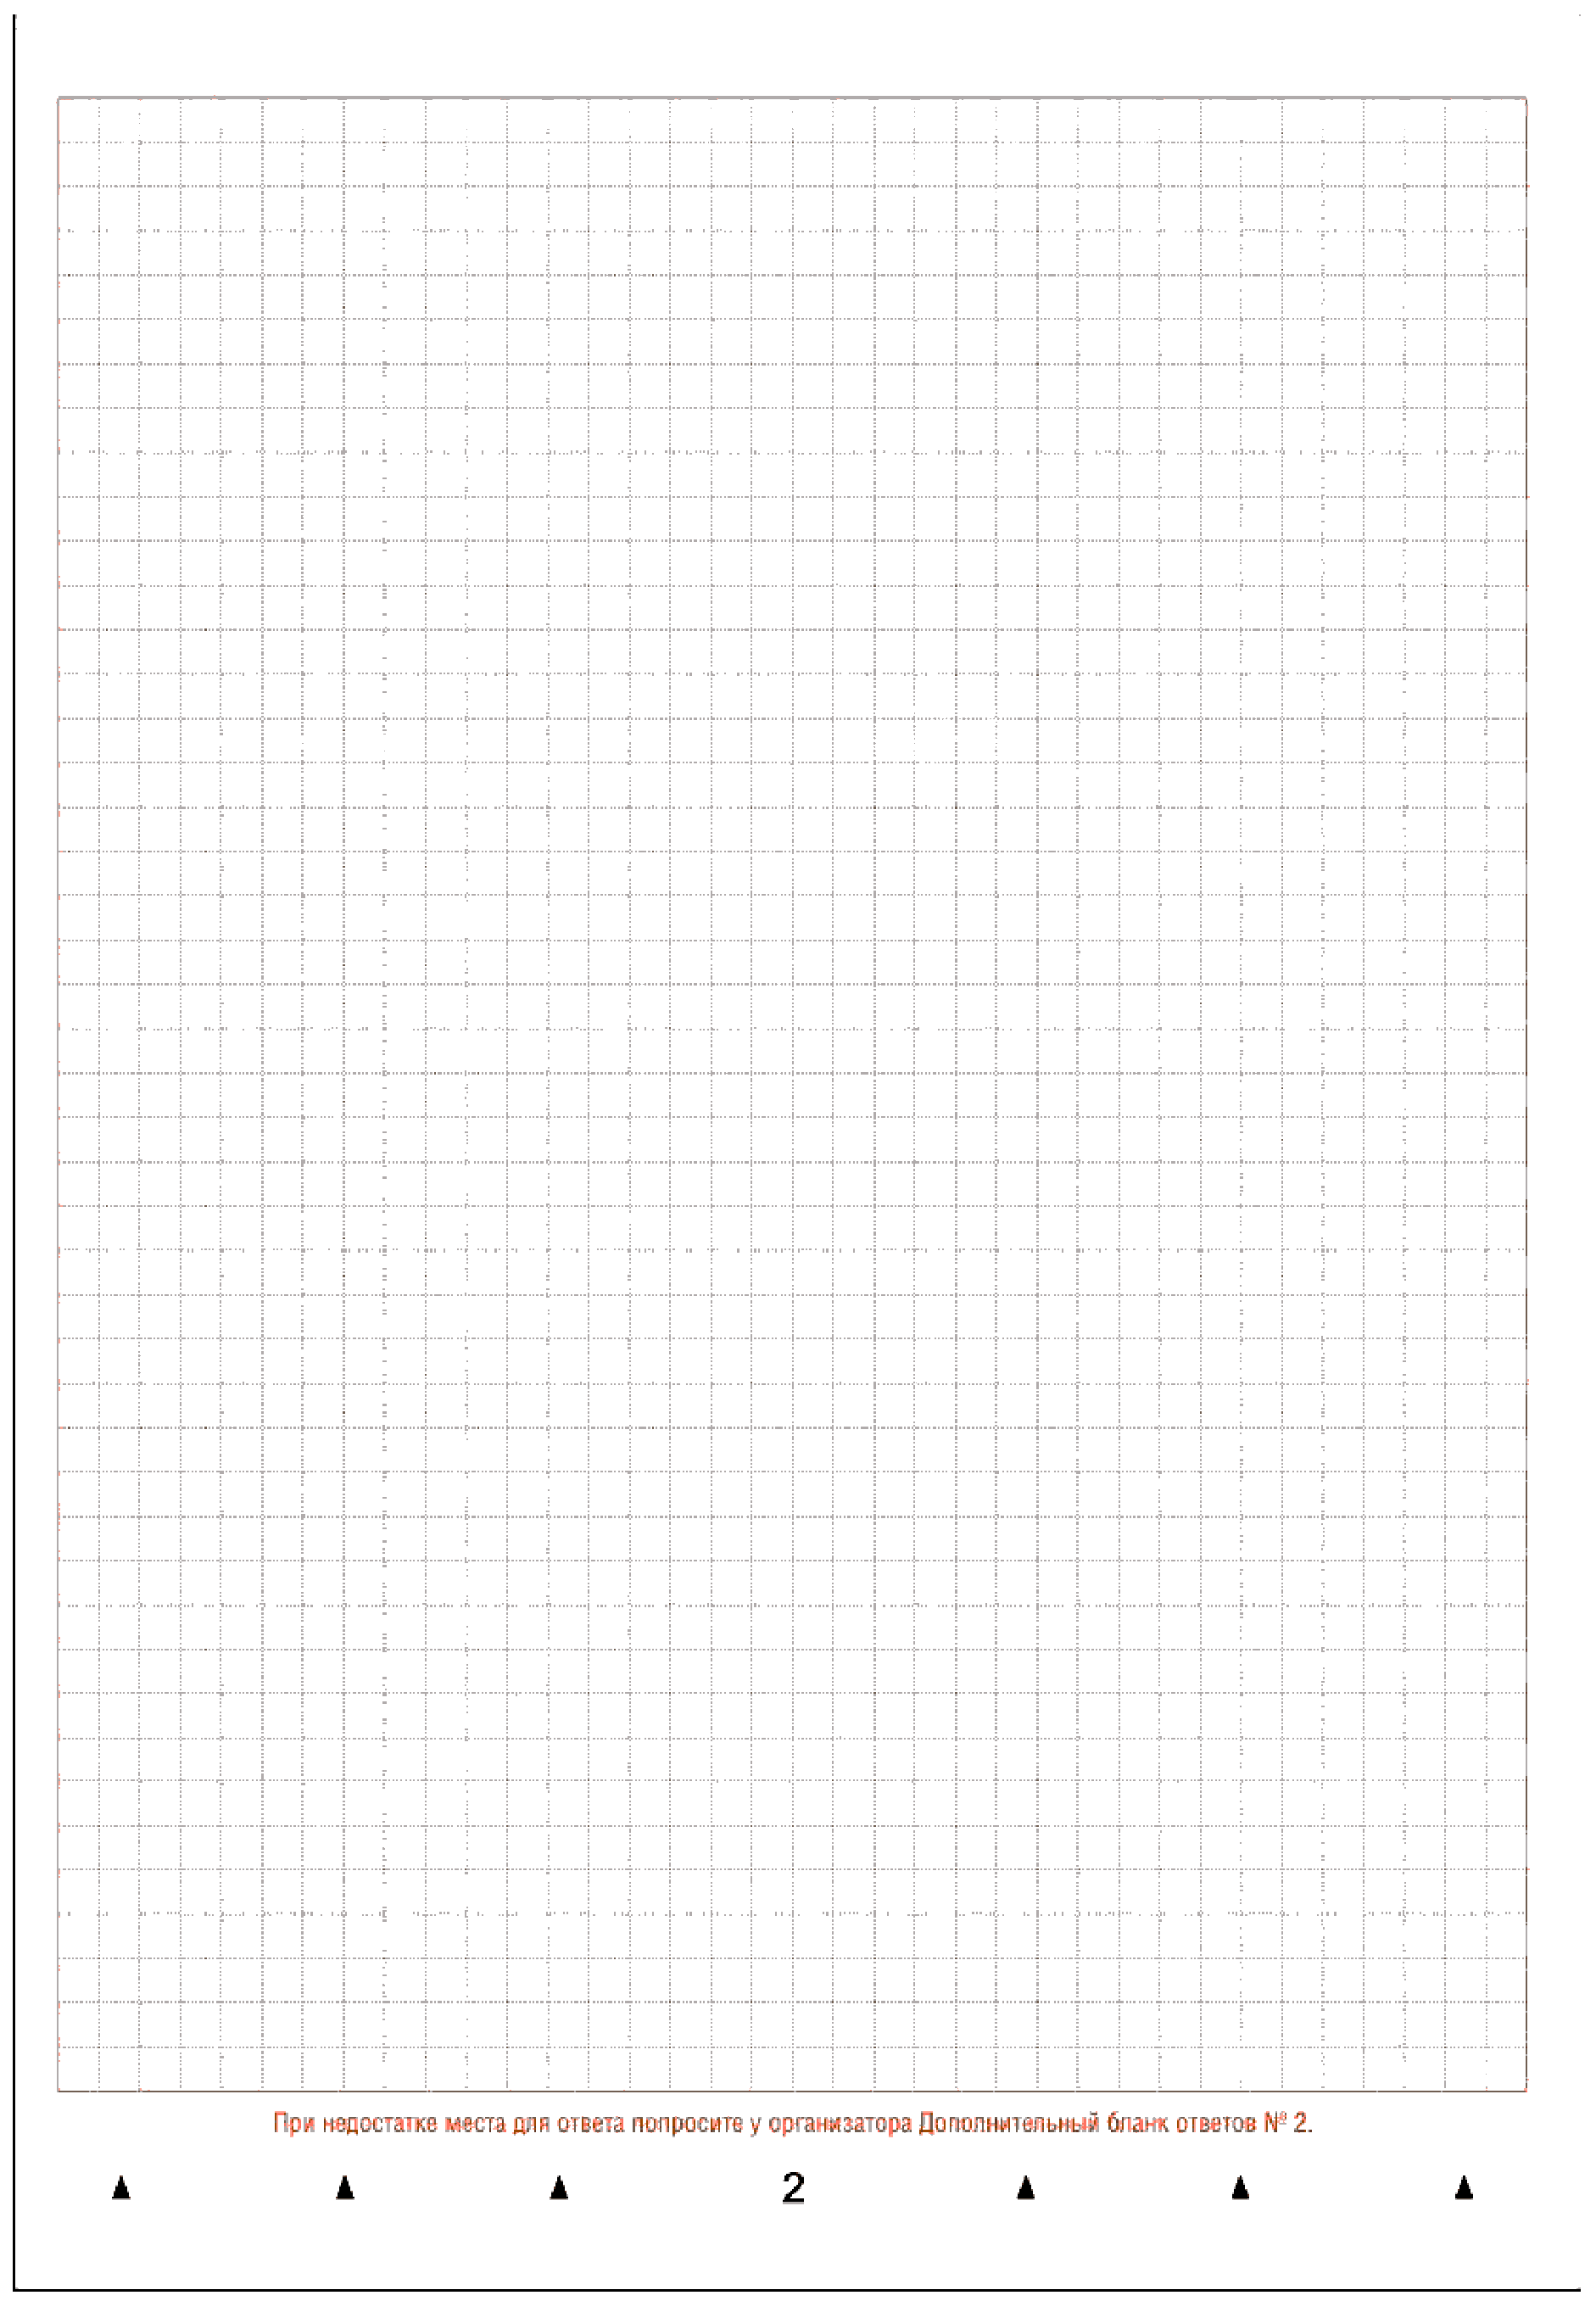 При недостатке места для ответа попросите у организатора Дополнительный бланк ответов № 2.
2